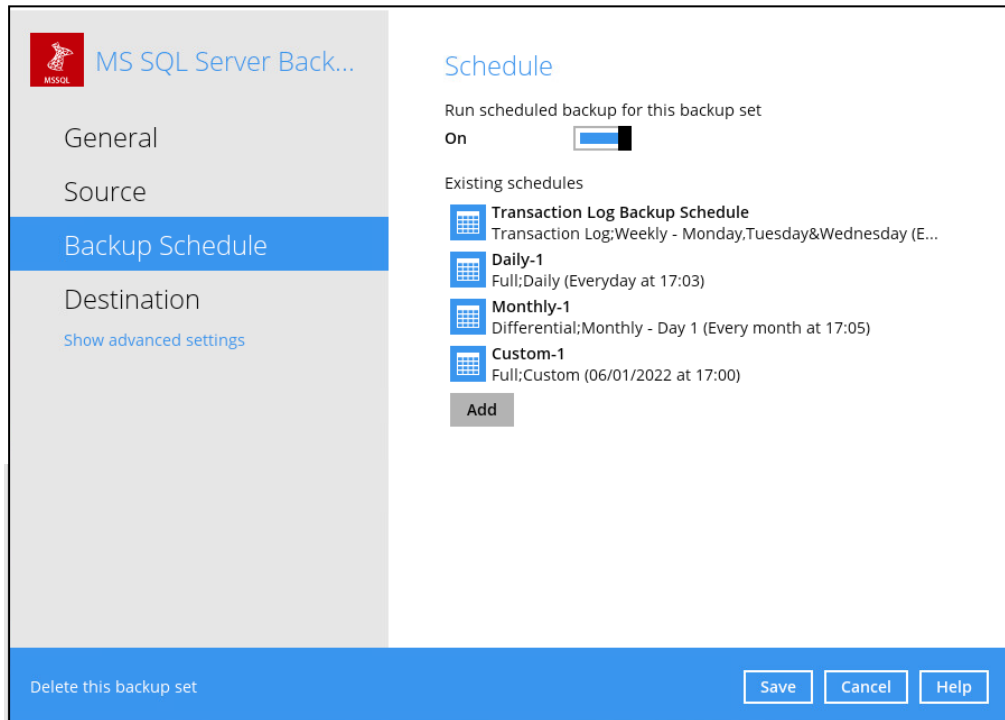 MSSQL
MS SQL Server Back...
General
Source
Backup Schedule
Destination
Show advanced settings
Schedule
Run scheduled backup for this backup set
On
Existing schedules
Transaction Log Backup Schedule
Transaction Log;Weekly - Monday,Tuesday&Wednesday (E...
Daily-1
Full;Daily (Everyday at 17:03)
Monthly-1
Differential;Monthly - Day 1 (Every month at 17:05)
Custom-1
Full;Custom (06/01/2022 at 17:00)
Add
Delete this backup set
Save
Cancel
Help